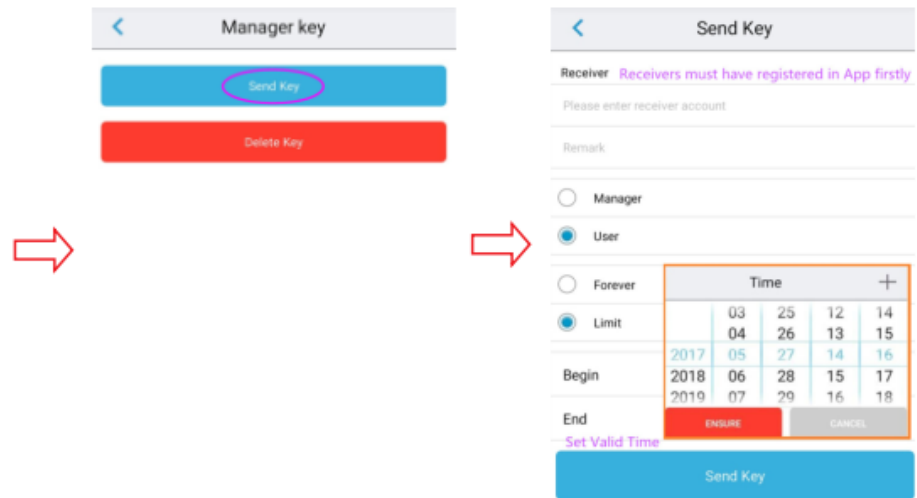 Manager key
Send Key
Delete Key
Send Key
Receiver Receivers must have registered in App firstly
Please enter receiver account
Remark
Manager
User
Forever
Limit
Begin
End
Set Valid Time
Time +
03 25 12 14
04 26 13 15
2017 05 27 14 16
2018 06 28 15 17
2019 07 29 16 18
ENSURE CANCEL
Send Key